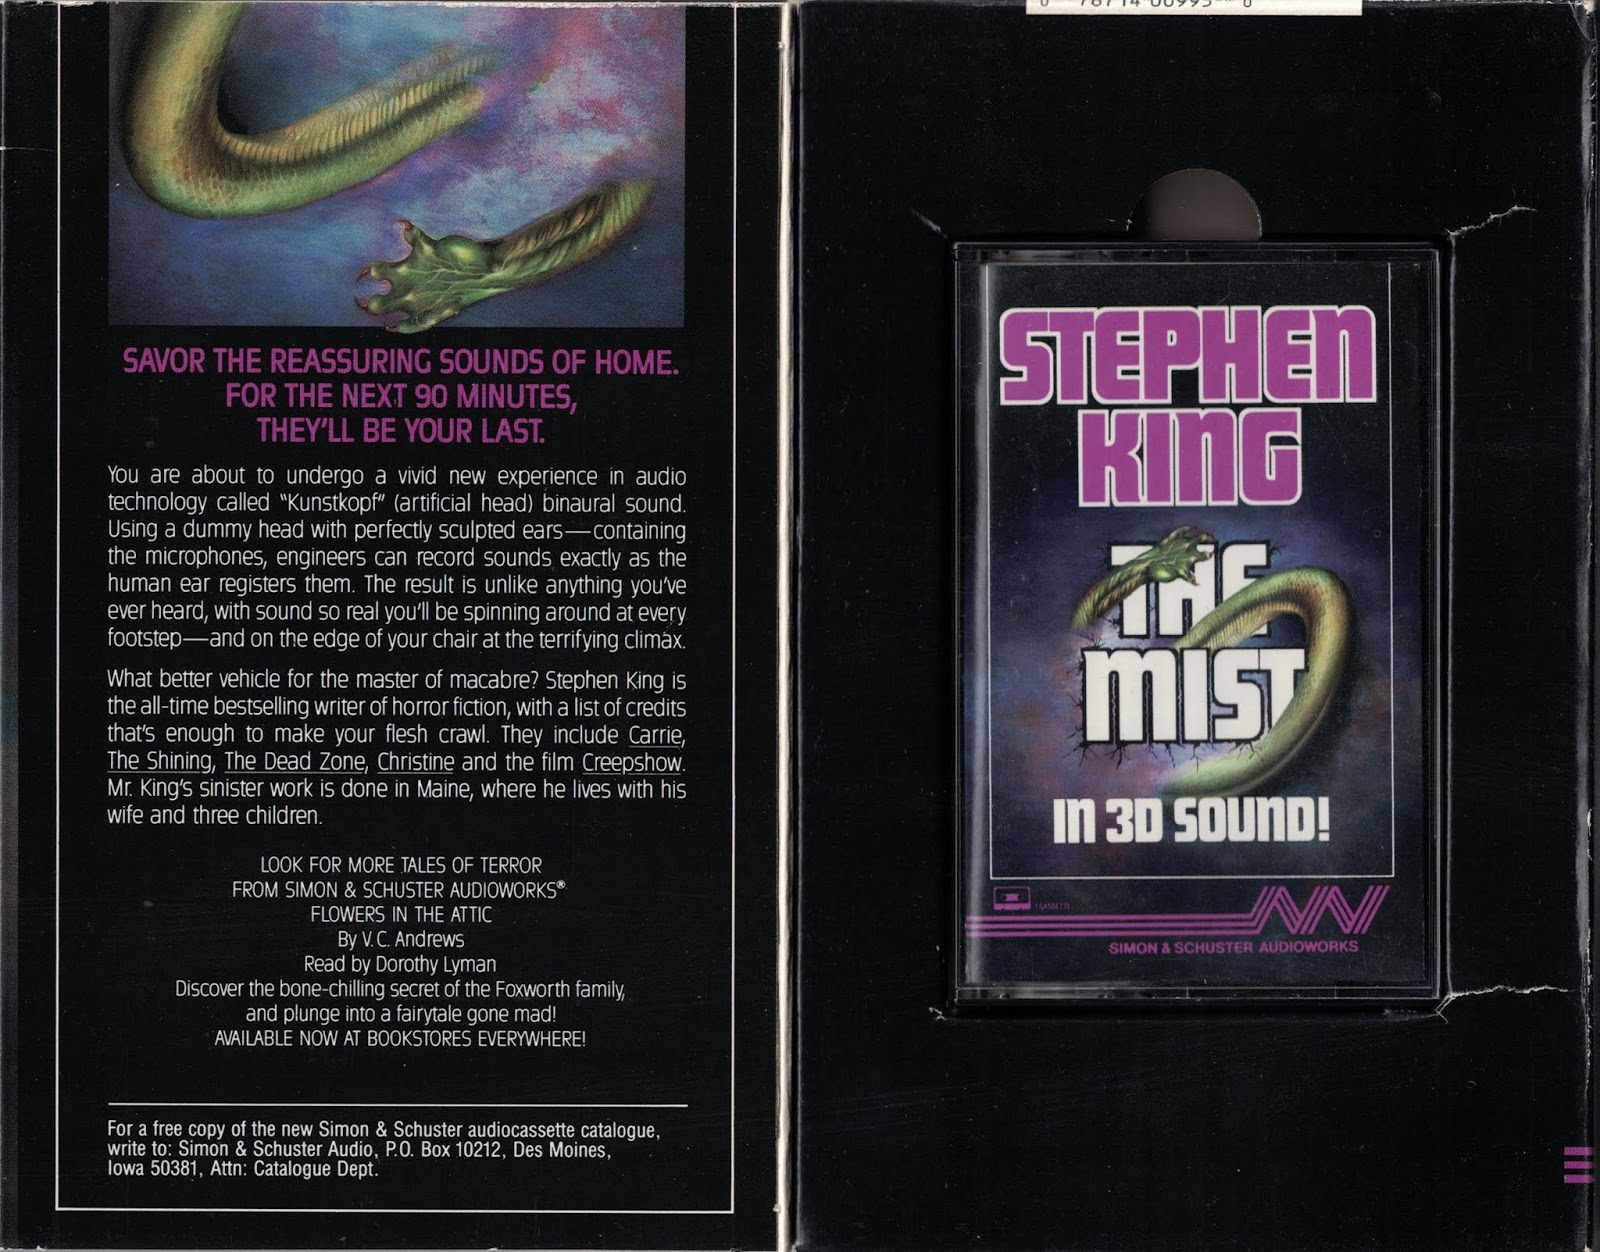 SAVOR THE REASSURING SOUNDS OF HOME.
FOR THE NEXT 90 MINUTES,
THEY'LL BE YOUR LAST.
You are about to undergo a vivid new experience in audio
technology called "Kunstkopf" (artificial head) binaural sound.
Using a dummy head with perfectly sculpted ears—containing
the microphones, engineers can record sounds exactly as the
human ear registers them. The result is unlike anything you've
ever heard, with sound so real you'll be spinning around at every
footstep—and on the edge of your chair at the terrifying climax.
What better vehicle for the master of macabre? Stephen King is
the all-time bestselling writer of horror fiction, with a list of credits
that's enough to make your flesh crawl. They include Carrie,
The Shining, The Dead Zone, Christine and the film Creepshow.
Mr. King's sinister work is done in Maine, where he lives with his
wife and three children.
LOOK FOR MORE TALES OF TERROR
FROM SIMON & SCHUSTER AUDIOWORKS®
FLOWERS IN THE ATTIC
By V.C. Andrews
Read by Dorothy Lyman
Discover the bone-chilling secret of the Foxworth family,
and plunge into a fairytale gone mad!
AVAILABLE NOW AT BOOKSTORES EVERYWHERE!
For a free copy of the new Simon & Schuster audiocassette catalogue,
write to: Simon & Schuster Audio, P.O. Box 10212, Des Moines,
Iowa 50381, Attn: Catalogue Dept.
STEPHEN
KING
THE
MIST
IN 3D SOUND!
1 CASSETTE
SIMON & SCHUSTER AUDIOWORKS